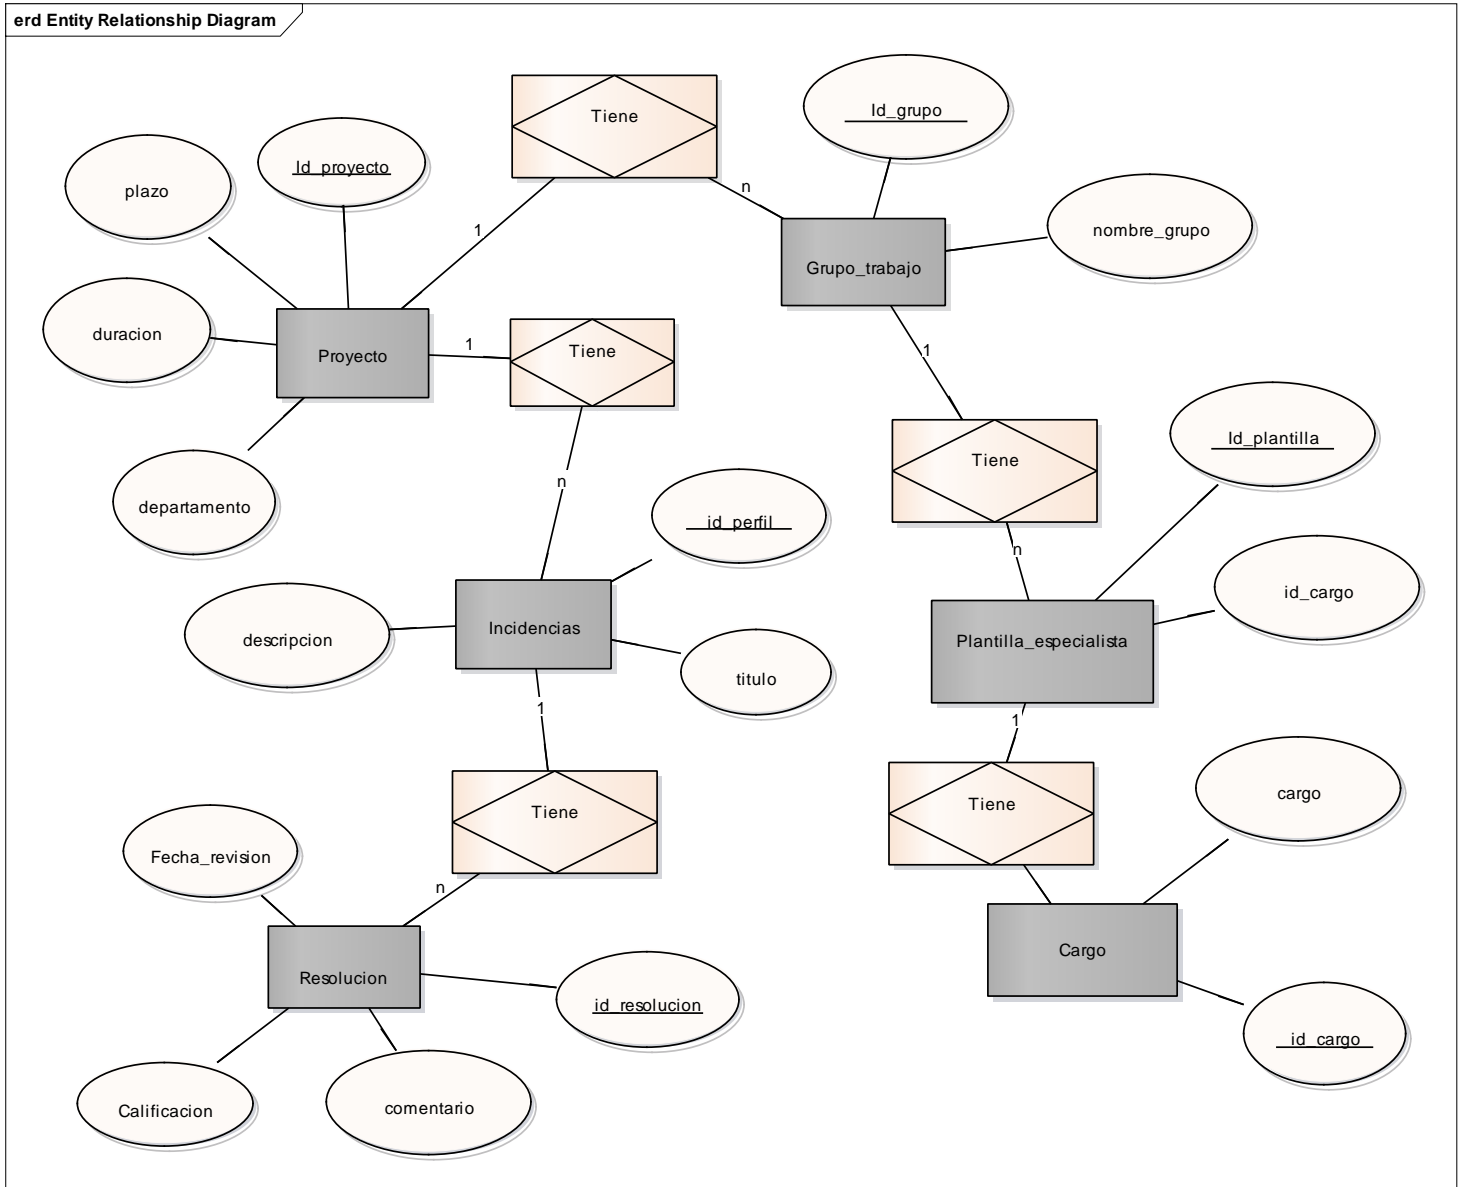 erd Entity Relationship Diagram
Tiene
Id_grupo
plazo
Id_proyecto
n
1
nombre_grupo
Grupo_trabajo
duracion
Proyecto
1
Tiene
1
departamento
n
Tiene
Id_plantilla
id_perfil
n
id_cargo
descripcion
Incidencias
titulo
Plantilla_especialista
1
1
Tiene
Tiene
cargo
Fecha_revision
n
Resolucion
id_resolucion
Cargo
id_cargo
Calificacion
comentario